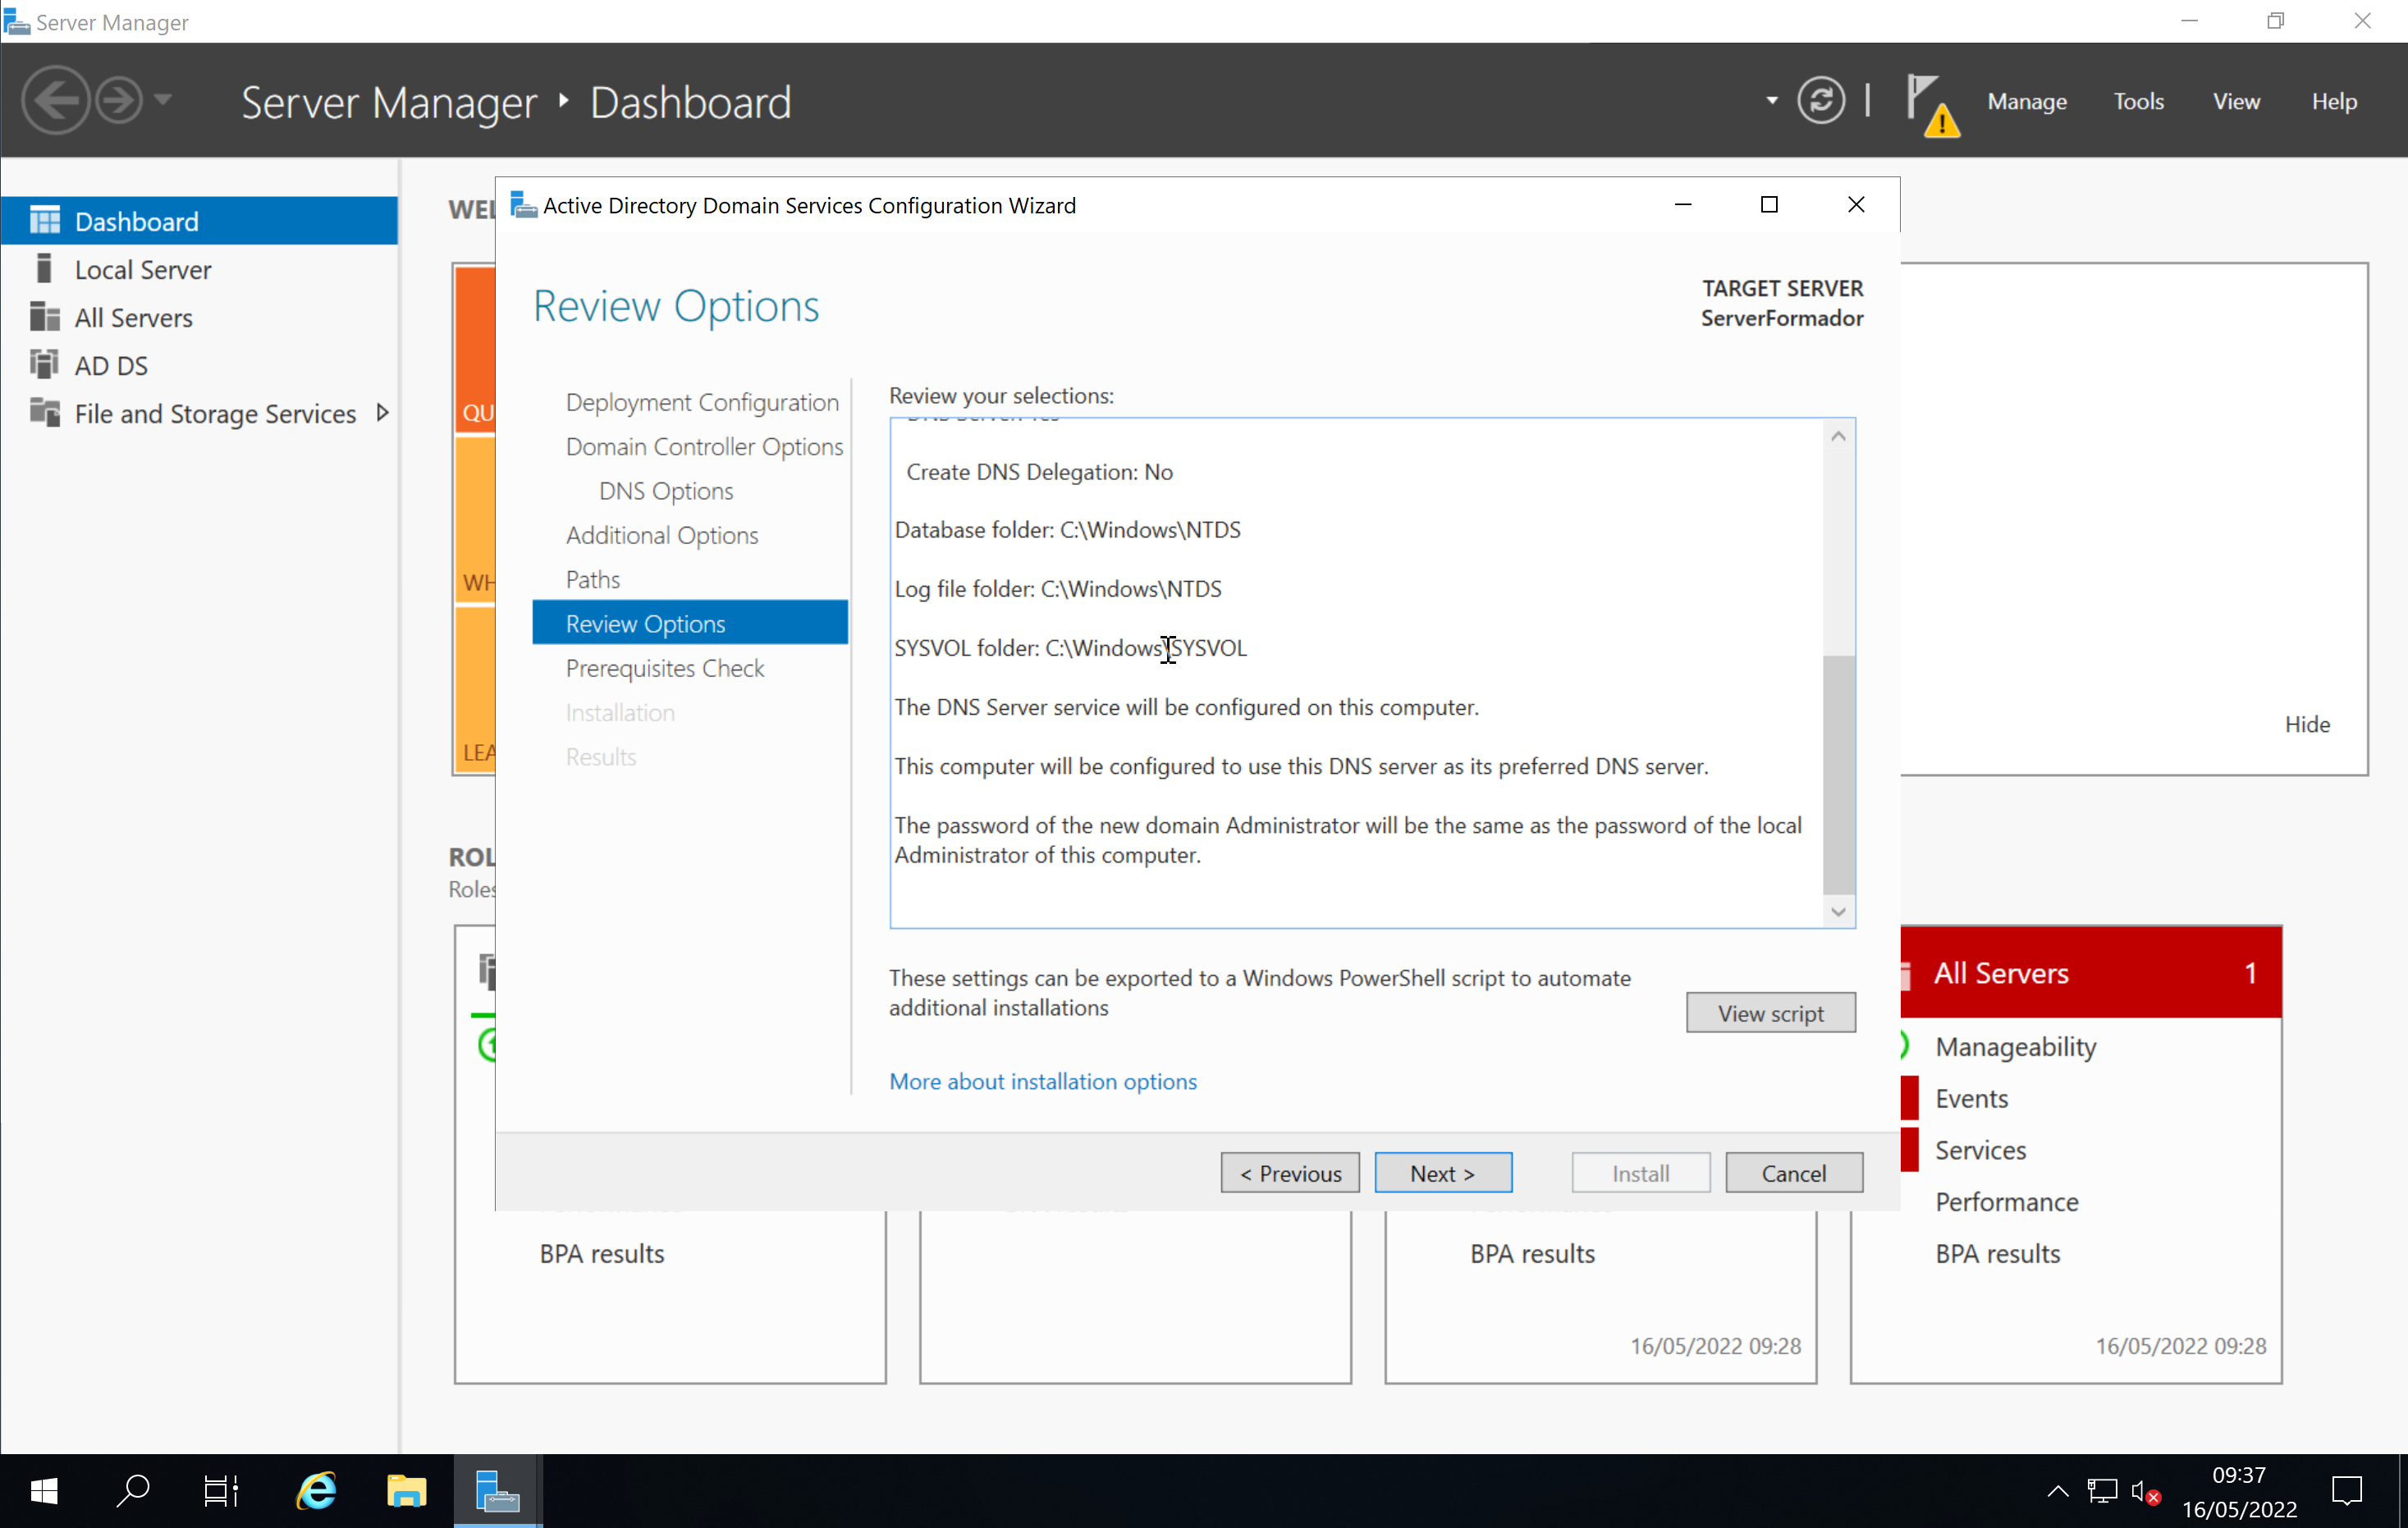 Server Manager
Server Manager ‣ Dashboard
Manage
Tools
View
Help
Dashboard
Local Server
All Servers
AD DS
File and Storage Services
WEL
QU
WH
LEA
Hide
ROL
Roles
Active Directory Domain Services Configuration Wizard
Review Options
TARGET SERVER
ServerFormador
Deployment Configuration
Domain Controller Options
DNS Options
Additional Options
Paths
Review Options
Prerequisites Check
Installation
Results
Review your selections:
Create DNS Delegation: No
Database folder: C:\Windows\NTDS
Log file folder: C:\Windows\NTDS
SYSVOL folder: C:\Windows\SYSVOL
The DNS Server service will be configured on this computer.
This computer will be configured to use this DNS server as its preferred DNS server.
The password of the new domain Administrator will be the same as the password of the local
Administrator of this computer.
These settings can be exported to a Windows PowerShell script to automate
additional installations
View script
More about installation options
< Previous
Next >
Install
Cancel
All Servers 1
Manageability
Events
Services
Performance
BPA results
BPA results
BPA results
16/05/2022 09:28
16/05/2022 09:28
09:37
16/05/2022